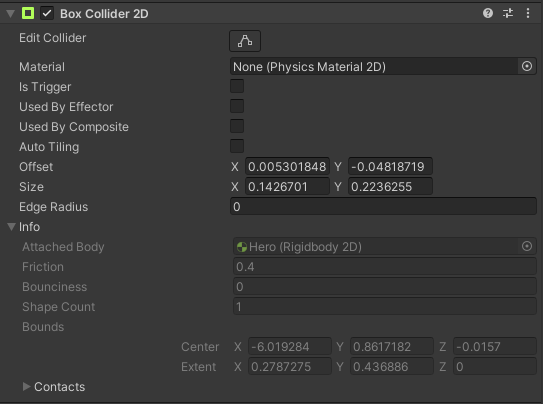 Box Collider 2D
Edit Collider
Material None (Physics Material 2D)
Is Trigger
Used By Effector
Used By Composite
Auto Tiling
Offset X 0.005301848 Y -0.04818719
Size X 0.1426701 Y 0.2236255
Edge Radius 0
Info
Attached Body Hero (Rigidbody 2D)
Friction 0.4
Bounciness 0
Shape Count 1
Bounds
Center X -6.019284 Y 0.8617182 Z -0.0157
Extent X 0.2787275 Y 0.436886 Z 0
Contacts